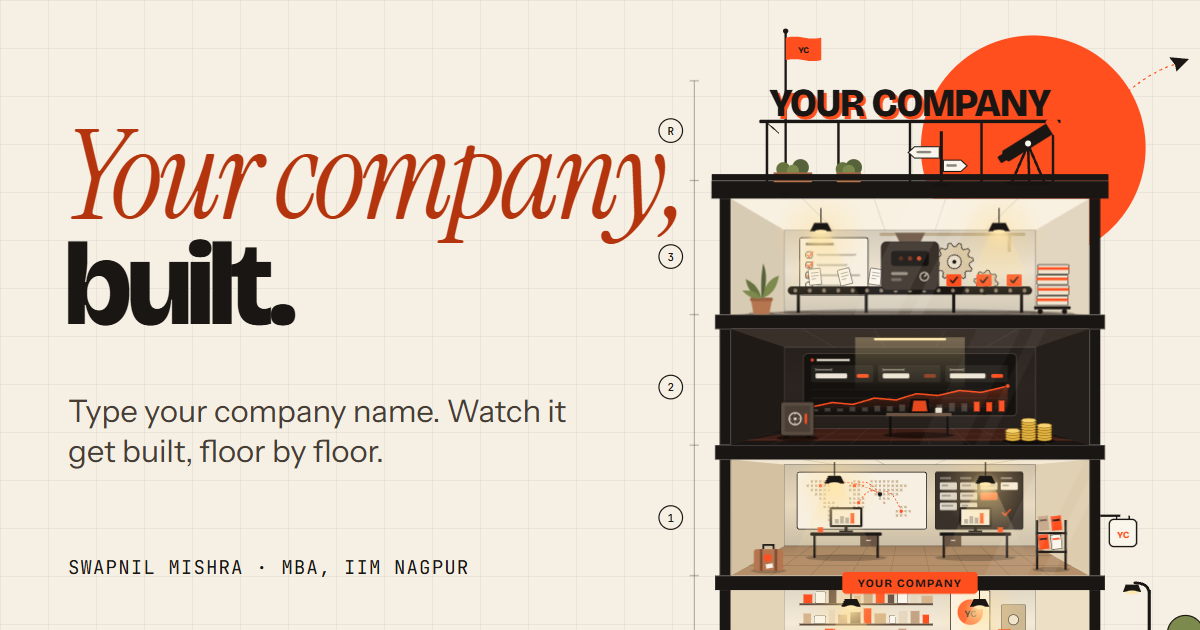 Your company,
built.
Type your company name. Watch it
get built, floor by floor.
SWAPNIL MISHRA · MBA, IIM NAGPUR
YC
YOUR COMPANY
R
3
2
1
YC
YOUR COMPANY
YC